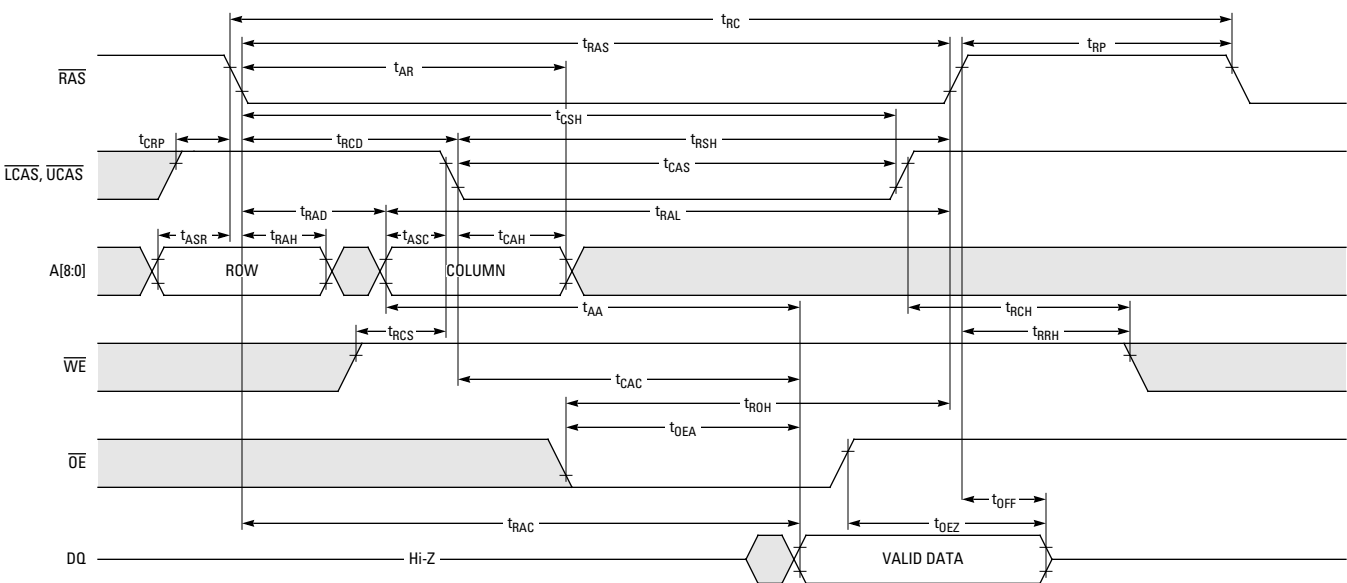 tRC
tRAS tRP
tAR
RAS
tCSH
tCRP tRCD tRSH
tCAS
LCAS, UCAS
tRAD tRAL
tASR tRAH tASC tCAH
A[8:0] ROW COLUMN
tAA tRCH
tRCS tRRH
WE
tCAC
tROH
tOEA
OE
tOFF
tRAC tOEZ
DQ Hi-Z VALID DATA